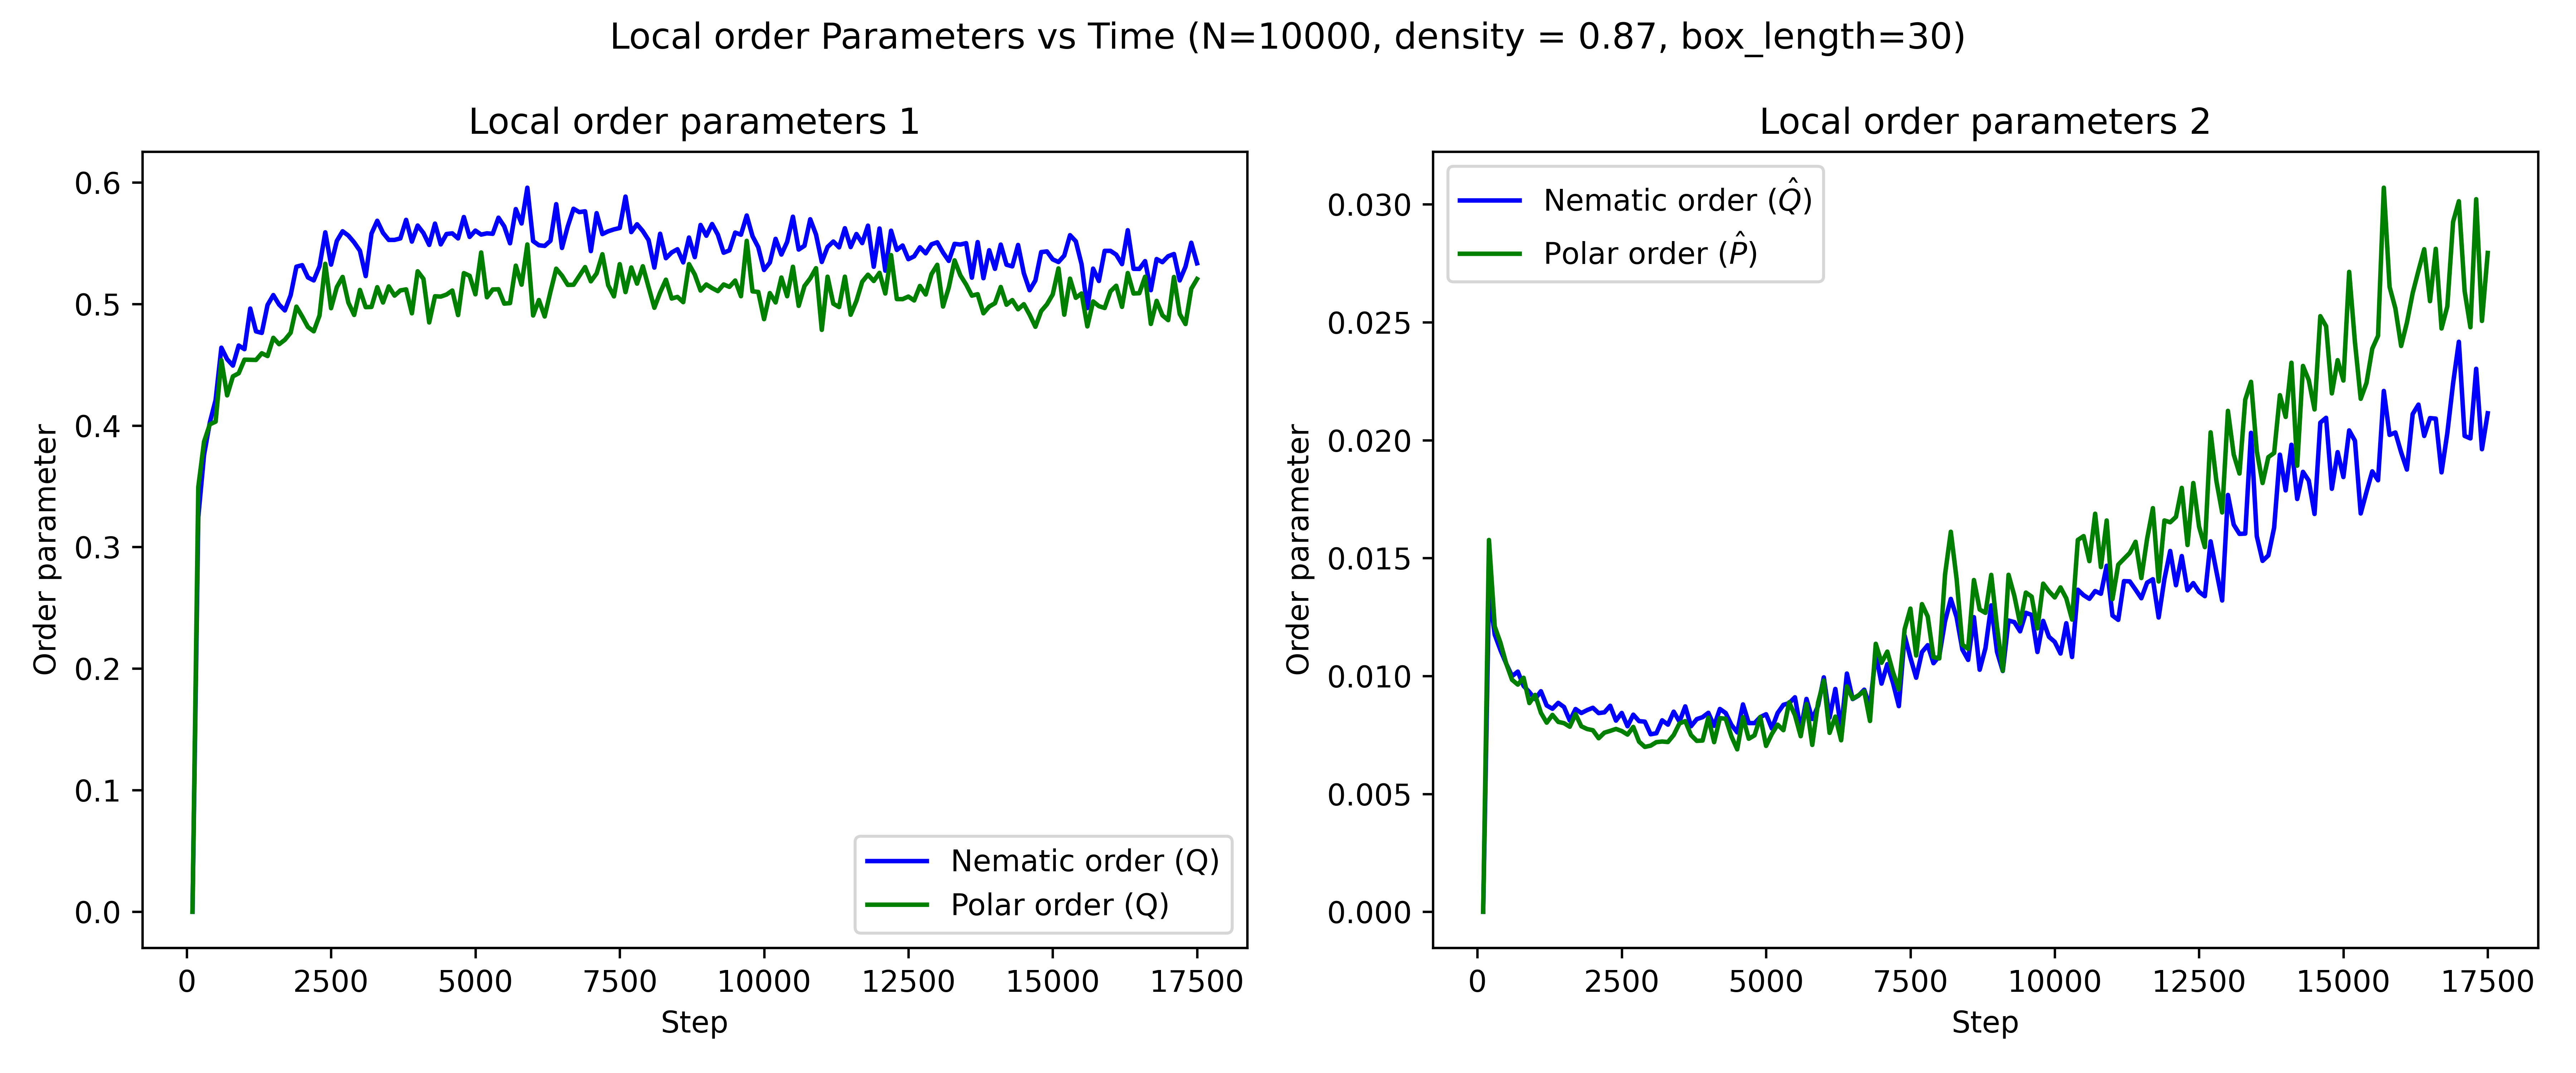 Local order Parameters vs Time (N=10000, density = 0.87, box_length=30)
Local order parameters 1
Order parameter
0.6
0.5
0.4
0.3
0.2
0.1
0.0
Nematic order (Q)
Polar order (Q)
0 2500 5000 7500 10000 12500 15000 17500
Step
Local order parameters 2
Order parameter
0.030
0.025
0.020
0.015
0.010
0.005
0.000
Nematic order (Q̂)
Polar order (P̂)
0 2500 5000 7500 10000 12500 15000 17500
Step